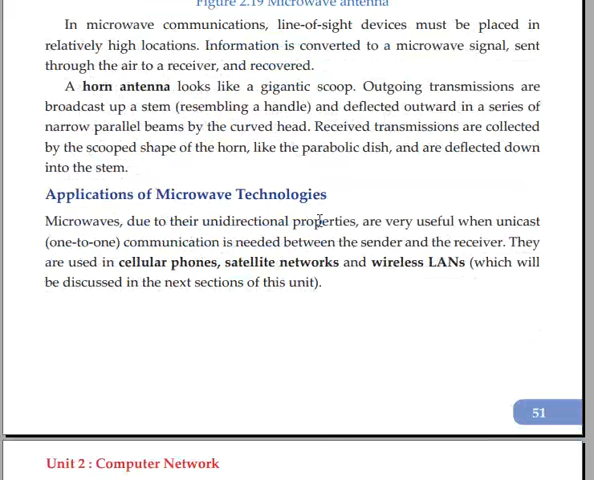 Figure 2.19 Microwave antenna
In microwave communications, line-of-sight devices must be placed in
relatively high locations. Information is converted to a microwave signal, sent
through the air to a receiver, and recovered.
A horn antenna looks like a gigantic scoop. Outgoing transmissions are
broadcast up a stem (resembling a handle) and deflected outward in a series of
narrow parallel beams by the curved head. Received transmissions are collected
by the scooped shape of the horn, like the parabolic dish, and are deflected down
into the stem.
Applications of Microwave Technologies
Microwaves, due to their unidirectional properties, are very useful when unicast
(one-to-one) communication is needed between the sender and the receiver. They
are used in cellular phones, satellite networks and wireless LANs (which will
be discussed in the next sections of this unit).
51
Unit 2 : Computer Network